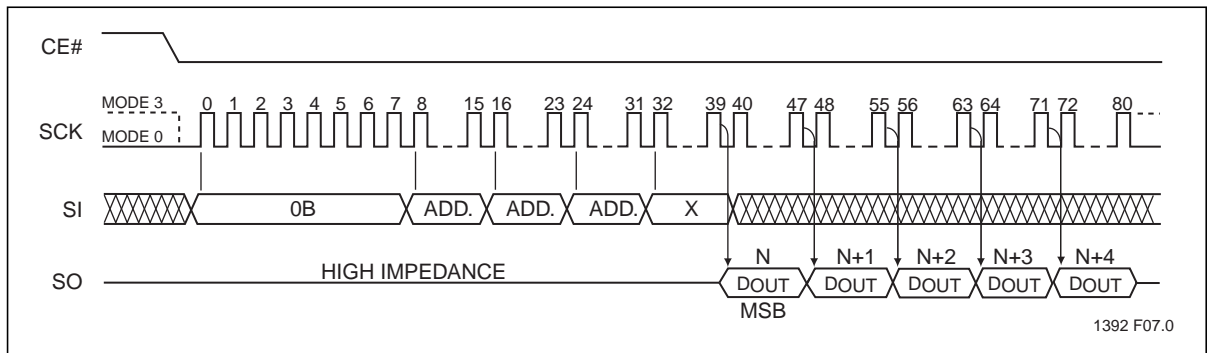 CE#
MODE 3
MODE 0
SCK
0 1 2 3 4 5 6 7 8 15 16 23 24 31 32 39 40 47 48 55 56 63 64 71 72 80
SI
0B ADD. ADD. ADD. X
N N+1 N+2 N+3 N+4
SO
HIGH IMPEDANCE
DOUT DOUT DOUT DOUT DOUT
MSB
1392 F07.0